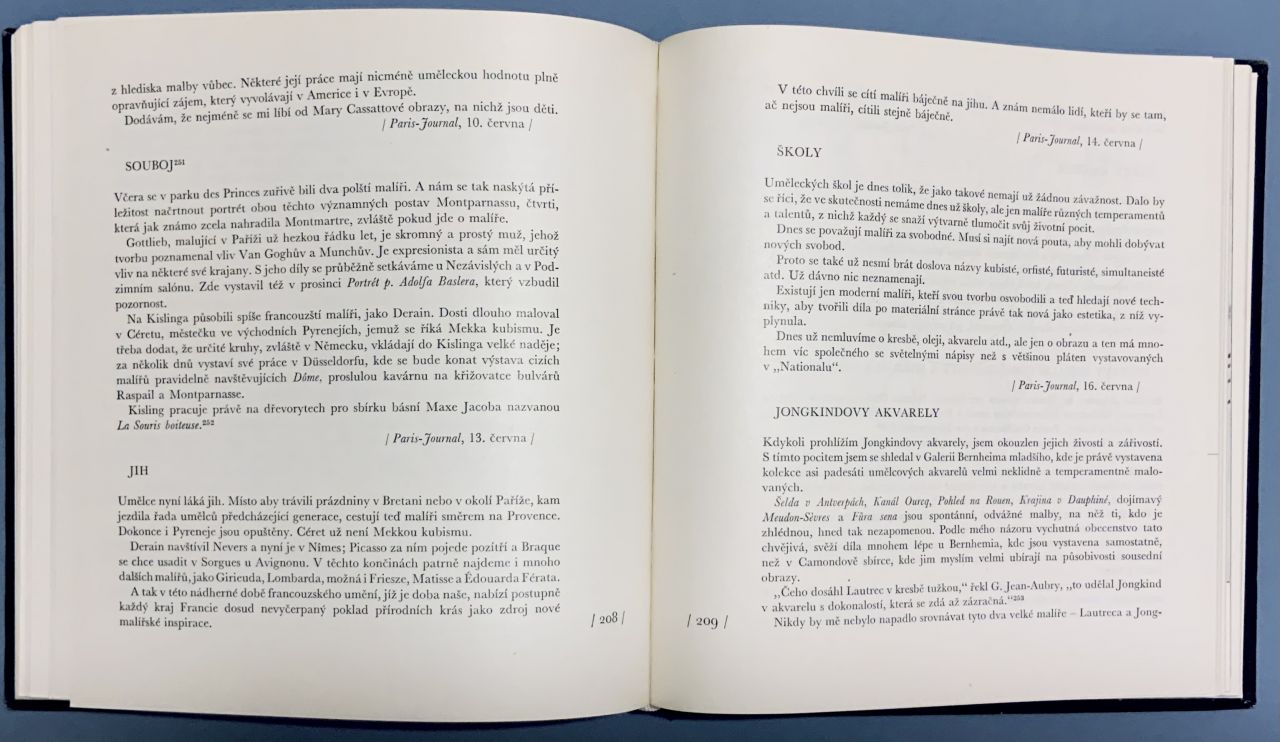 z hlediska malby vůbec. Některé její práce mají nicméně uměleckou hodnotu plně
opravňující zájem, který vyvolávají v Americe i v Evropě.
Dodávám, že nejméně se mi líbí od Mary Cassattové obrazy, na nichž jsou děti.
/ Paris-Journal, 10. června /
SOUBOJ²⁵¹
Včera se v parku des Princes zuřivě bili dva polští malíři. A nám se tak naskýtá pří-
ležitost načrtnout portrét obou těchto významných postav Montparnassu, čtvrti,
která jak známo zcela nahradila Montmartre, zvláště pokud jde o malíře.
Gottlieb, malující v Paříži už hezkou řádku let, je skromný a prostý muž, jehož
tvorbu poznamenal vliv Van Goghův a Munchův. Je expresionista a sám měl určitý
vliv na některé své krajany. S jeho díly se průběžně setkáváme u Nezávislých a v Pod-
zimním salónu. Zde vystavil též v prosinci Portrét p. Adolfa Baslera, který vzbudil
pozornost.
Na Kislinga působili spíše francouzští malíři, jako Derain. Dosti dlouho maloval
v Céretu, městečku ve východních Pyrenejích, jemuž se říká Mekka kubismu. Je
třeba dodat, že určité kruhy, zvláště v Německu, vkládají do Kislinga velké naděje;
za několik dnů vystaví své práce v Düsseldorfu, kde se bude konat výstava cizích
malířů pravidelně navštěvujících Dôme, proslulou kavárnu na křižovatce bulvárů
Raspail a Montparnasse.
Kisling pracuje právě na dřevorytech pro sbírku básní Maxe Jacoba nazvanou
La Souris boiteuse.²⁵²
/ Paris-Journal, 13. června /
JIH
Umělce nyní láká jih. Místo aby trávili prázdniny v Bretani nebo v okolí Paříže, kam
jezdila řada umělců předcházející generace, cestují teď malíři směrem na Provence.
Dokonce i Pyreneje jsou opuštěny. Céret už není Mekkou kubismu.
Derain navštívil Nevers a nyní je v Nîmes; Picasso za ním pojede pozítří a Braque
se chce usadit v Sorgues u Avignonu. V těchto končinách patrně najdeme i mnoho
dalších malířů, jako Girieuda, Lombarda, možná i Friesze, Matisse a Édouarda Férata.
A tak v této nádherné době francouzského umění, jíž je doba naše, nabízí postupně
každý kraj Francie dosud nevyčerpaný poklad přírodních krás jako zdroj nové
malířské inspirace.
/ 208 /
V této chvíli se cítí malíři báječně na jihu. A znám nemálo lidí, kteří by se tam,
ač nejsou malíři, cítili stejně báječně.
/ Paris-Journal, 14. června /
ŠKOLY
Uměleckých škol je dnes tolik, že jako takové nemají už žádnou závažnost. Dalo by
se říci, že ve skutečnosti nemáme dnes už školy, ale jen malíře různých temperamentů
a talentů, z nichž každý se snaží výtvarně tlumočit svůj životní pocit.
Dnes se považují malíři za svobodné. Musí si najít nová pouta, aby mohli dobývat
nových svobod.
Proto se také už nesmí brát doslova názvy kubisté, orfisté, futuristé, simultaneisté
atd. Už dávno nic neznamenají.
Existují jen moderní malíři, kteří svou tvorbu osvobodili a teď hledají nové tech-
niky, aby tvořili díla po materiální stránce právě tak nová jako estetika, z níž vy-
plynula.
Dnes už nemluvíme o kresbě, oleji, akvarelu atd., ale jen o obrazu a ten má mno-
hem víc společného se světelnými nápisy než s většinou pláten vystavovaných
v „Nationalu“.
/ Paris-Journal, 16. června /
JONGKINDOVY AKVARELY
Kdykoli prohlížím Jongkindovy akvarely, jsem okouzlen jejich živostí a zářivostí.
S tímto pocitem jsem se shledal v Galerii Bernheima mladšího, kde je právě vystavena
kolekce asi padesáti umělcových akvarelů velmi neklidně a temperamentně malo-
vaných.
Šelda v Antverpách, Kanál Ourcq, Pohled na Rouen, Krajina v Dauphiné, dojímavý
Meudon-Sèvres a Fůra sena jsou spontánní, odvážné malby, na něž ti, kdo je
zhlédnou, hned tak nezapomenou. Podle mého názoru vychutná obecenstvo tato
chvějivá, svěží díla mnohem lépe u Bernhemia, kde jsou vystavena samostatně,
než v Camondově sbírce, kde jim myslím velmi ubírají na působivosti sousední
obrazy.
„Čeho dosáhl Lautrec v kresbě tužkou,“ řekl G. Jean-Aubry, „to udělal Jongkind
v akvarelu s dokonalostí, která se zdá až zázračná.“²⁵³
Nikdy by mě nebylo napadlo srovnávat tyto dva velké malíře – Lautreca a Jong-
/ 209 /